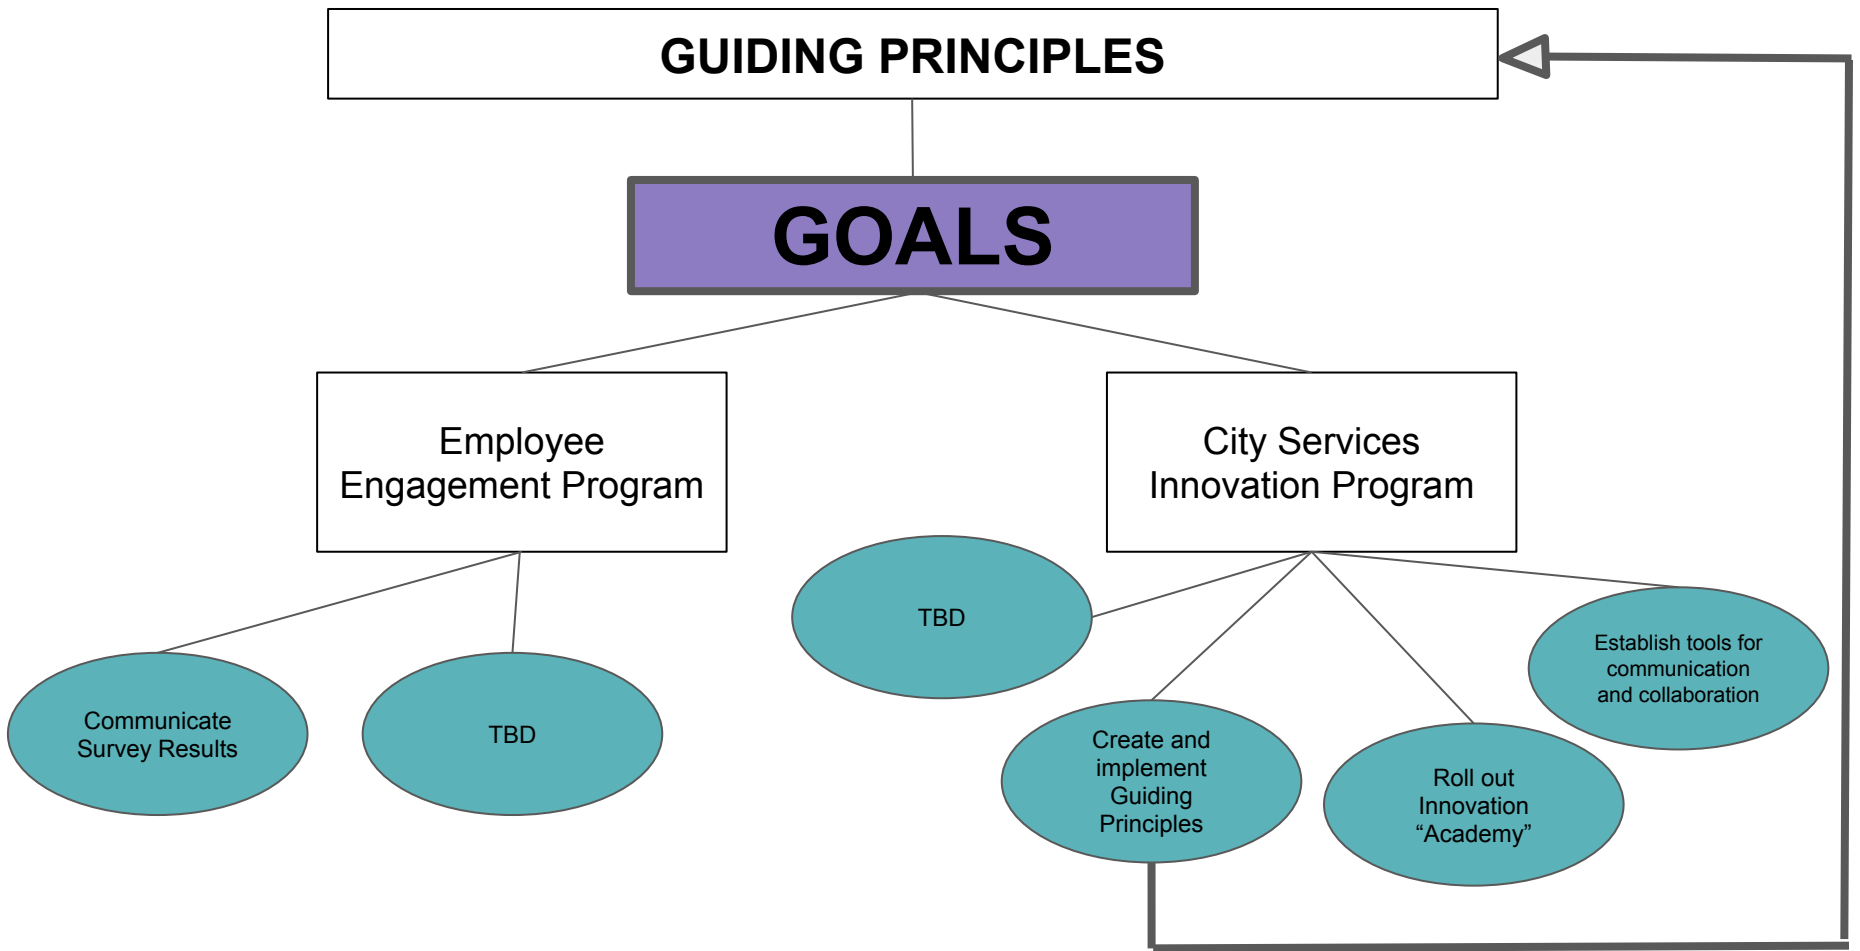 GUIDING PRINCIPLES
GOALS
Employee
Engagement Program
City Services
Innovation Program
Communicate
Survey Results
TBD
TBD
Create and
implement
Guiding
Principles
Roll out
Innovation
“Academy”
Establish tools for
communication
and collaboration